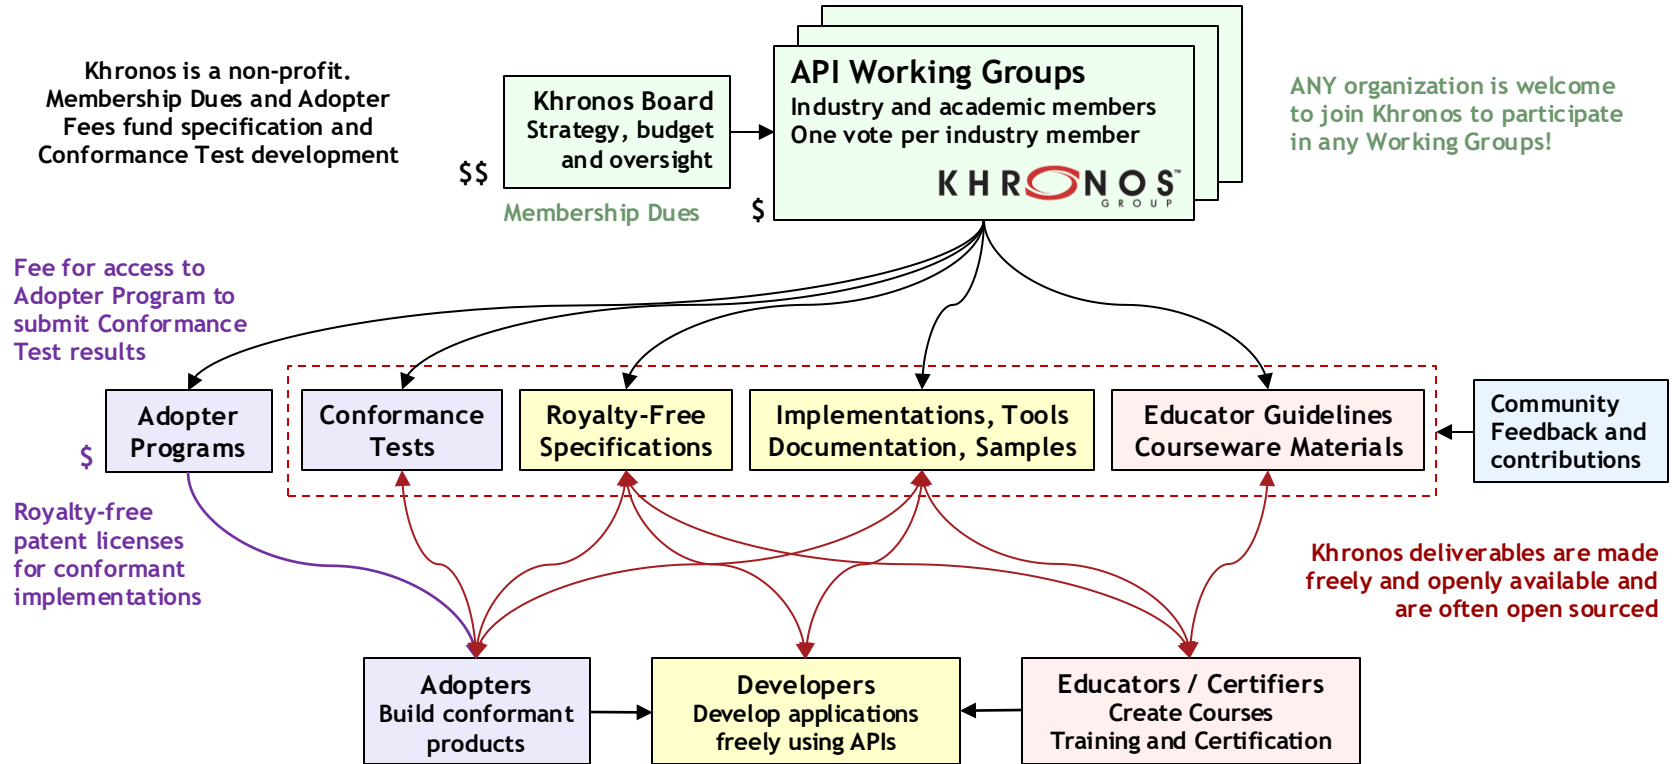 Khronos is a non-profit.
Membership Dues and Adopter
Fees fund specification and
Conformance Test development
$$
Khronos Board
Strategy, budget
and oversight
Membership Dues
$
API Working Groups
Industry and academic members
One vote per industry member
KHRONOS™
GROUP
ANY organization is welcome
to join Khronos to participate
in any Working Groups!
Fee for access to
Adopter Program to
submit Conformance
Test results
$
Adopter
Programs
Conformance
Tests
Royalty-Free
Specifications
Implementations, Tools
Documentation, Samples
Educator Guidelines
Courseware Materials
Community
Feedback and
contributions
Royalty-free
patent licenses
for conformant
implementations
Khronos deliverables are made
freely and openly available and
are often open sourced
Adopters
Build conformant
products
Developers
Develop applications
freely using APIs
Educators / Certifiers
Create Courses
Training and Certification